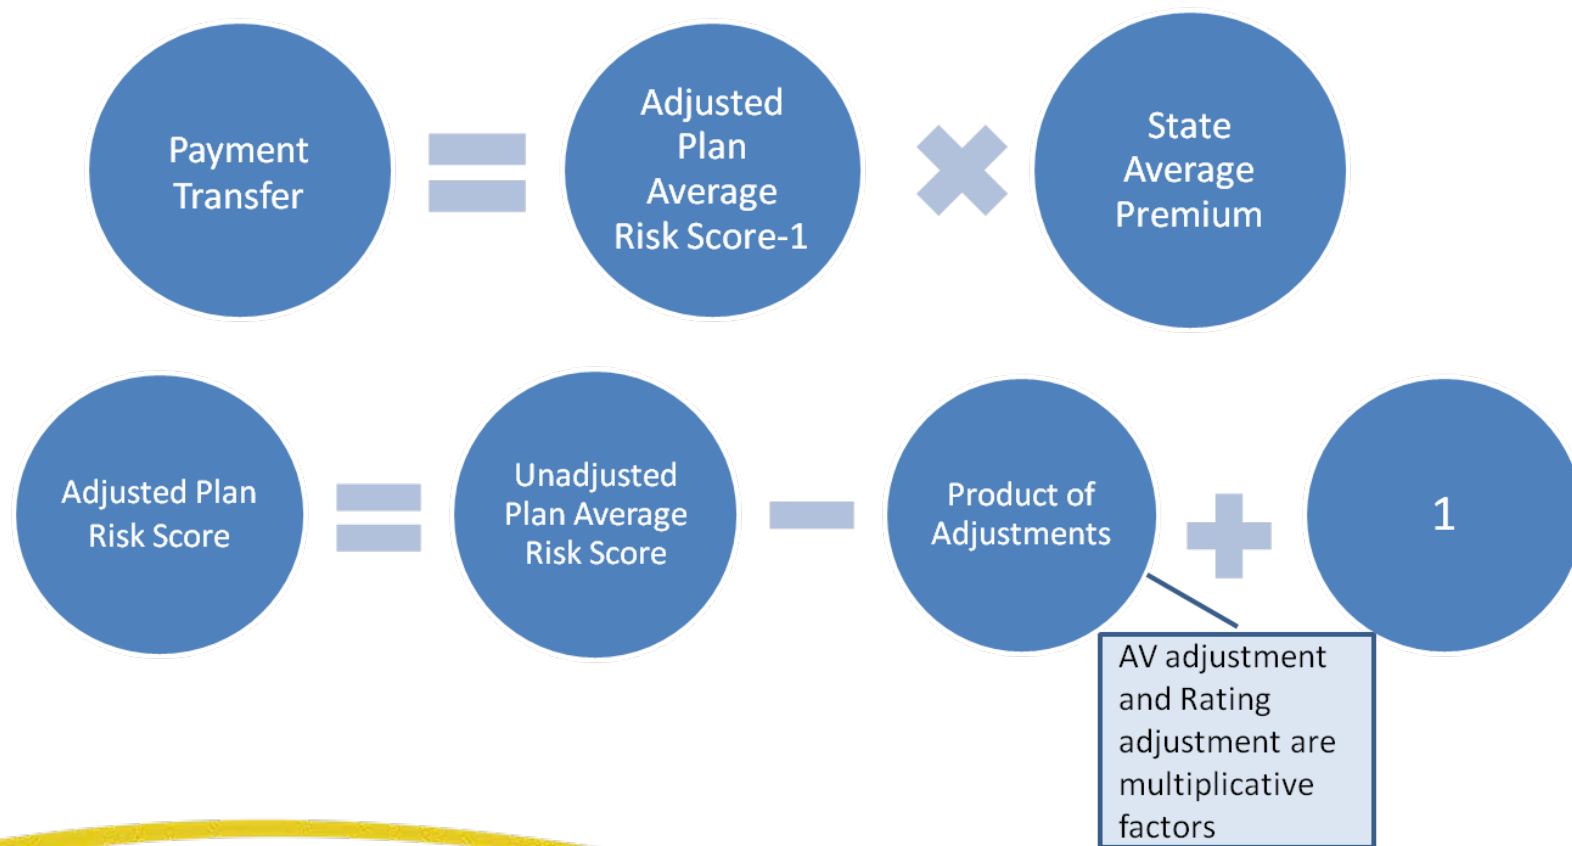 Payment
Transfer
Adjusted
Plan
Average
Risk Score-1
State
Average
Premium
Adjusted Plan
Risk Score
Unadjusted
Plan Average
Risk Score
Product of
Adjustments
1
AV adjustment
and Rating
adjustment are
multiplicative
factors